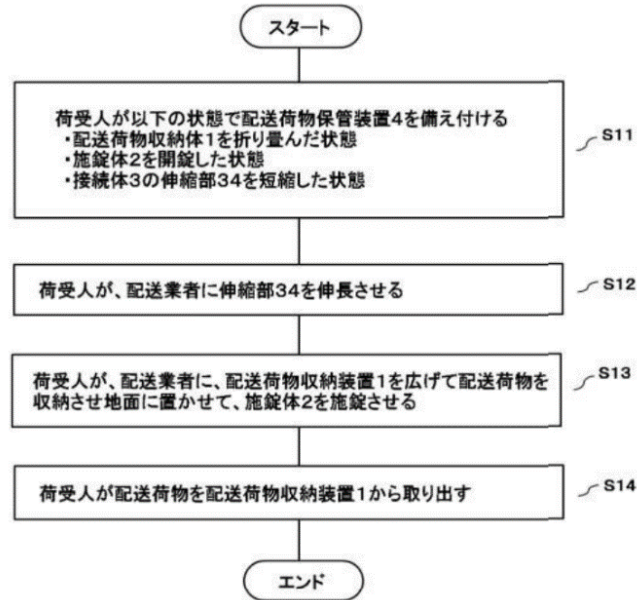 スタート
荷受人が以下の状態で配送荷物保管装置4を備え付ける
・配送荷物収納体1を折り畳んだ状態
・施錠体2を開錠した状態
・接続体3の伸縮部34を短縮した状態
S11
荷受人が、配送業者に伸縮部34を伸長させる
S12
荷受人が、配送業者に、配送荷物収納装置1を広げて配送荷物を
収納させ地面に置かせて、施錠体2を施錠させる
S13
荷受人が配送荷物を配送荷物収納装置1から取り出す
S14
エンド